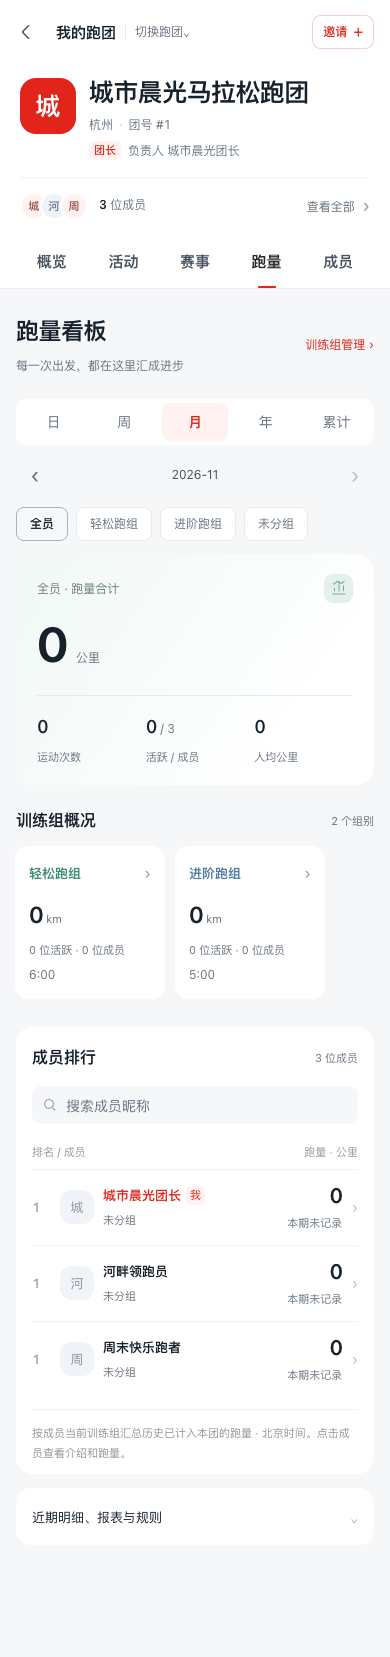 我的跑团 切换跑团 邀请 +
城 城市晨光马拉松跑团
杭州 · 团号 #1
团长 负责人 城市晨光团长
城 河 周 3 位成员 查看全部 ›
概览 活动 赛事 跑量 成员
跑量看板
训练组管理 ›
每一次出发，都在这里汇成进步
日 周 月 年 累计
‹ 2026-11 ›
全员 轻松跑组 进阶跑组 未分组
全员 · 跑量合计
0 公里
0 0 / 3 0
运动次数 活跃 / 成员 人均公里
训练组概况 2 个组别
轻松跑组 › 进阶跑组 ›
0 km 0 km
0 位活跃 · 0 位成员 0 位活跃 · 0 位成员
6:00 5:00
成员排行 3 位成员
搜索成员昵称
排名 / 成员 跑量 · 公里
1 城 城市晨光团长 我 0 ›
未分组 本期未记录
1 河 河畔领跑员 0 ›
未分组 本期未记录
1 周 周末快乐跑者 0 ›
未分组 本期未记录
按成员当前训练组汇总历史已计入本团的跑量 · 北京时间。点击成
员查看介绍和跑量。
近期明细、报表与规则